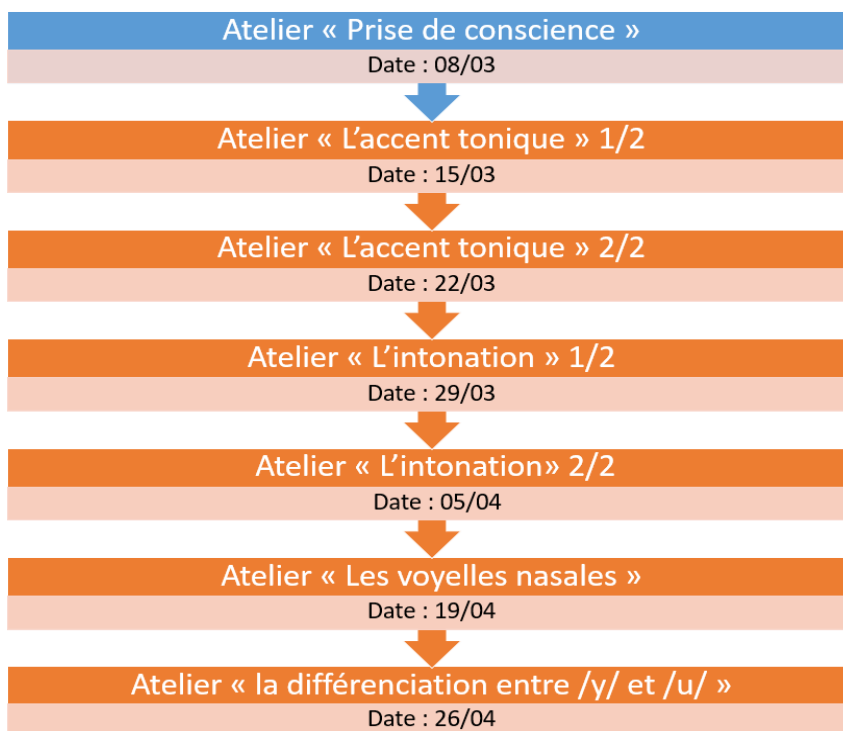 Atelier « Prise de conscience »
Date : 08/03
Atelier « L’accent tonique » 1/2
Date : 15/03
Atelier « L’accent tonique » 2/2
Date : 22/03
Atelier « L’intonation » 1/2
Date : 29/03
Atelier « L’intonation» 2/2
Date : 05/04
Atelier « Les voyelles nasales »
Date : 19/04
Atelier « la différenciation entre /y/ et /u/ »
Date : 26/04